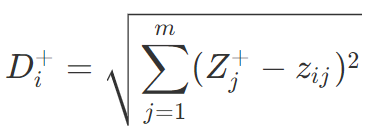 $D_i^+ = \sqrt{\sum_{j=1}^{m}(Z_j^+ - z_{ij})^2}$